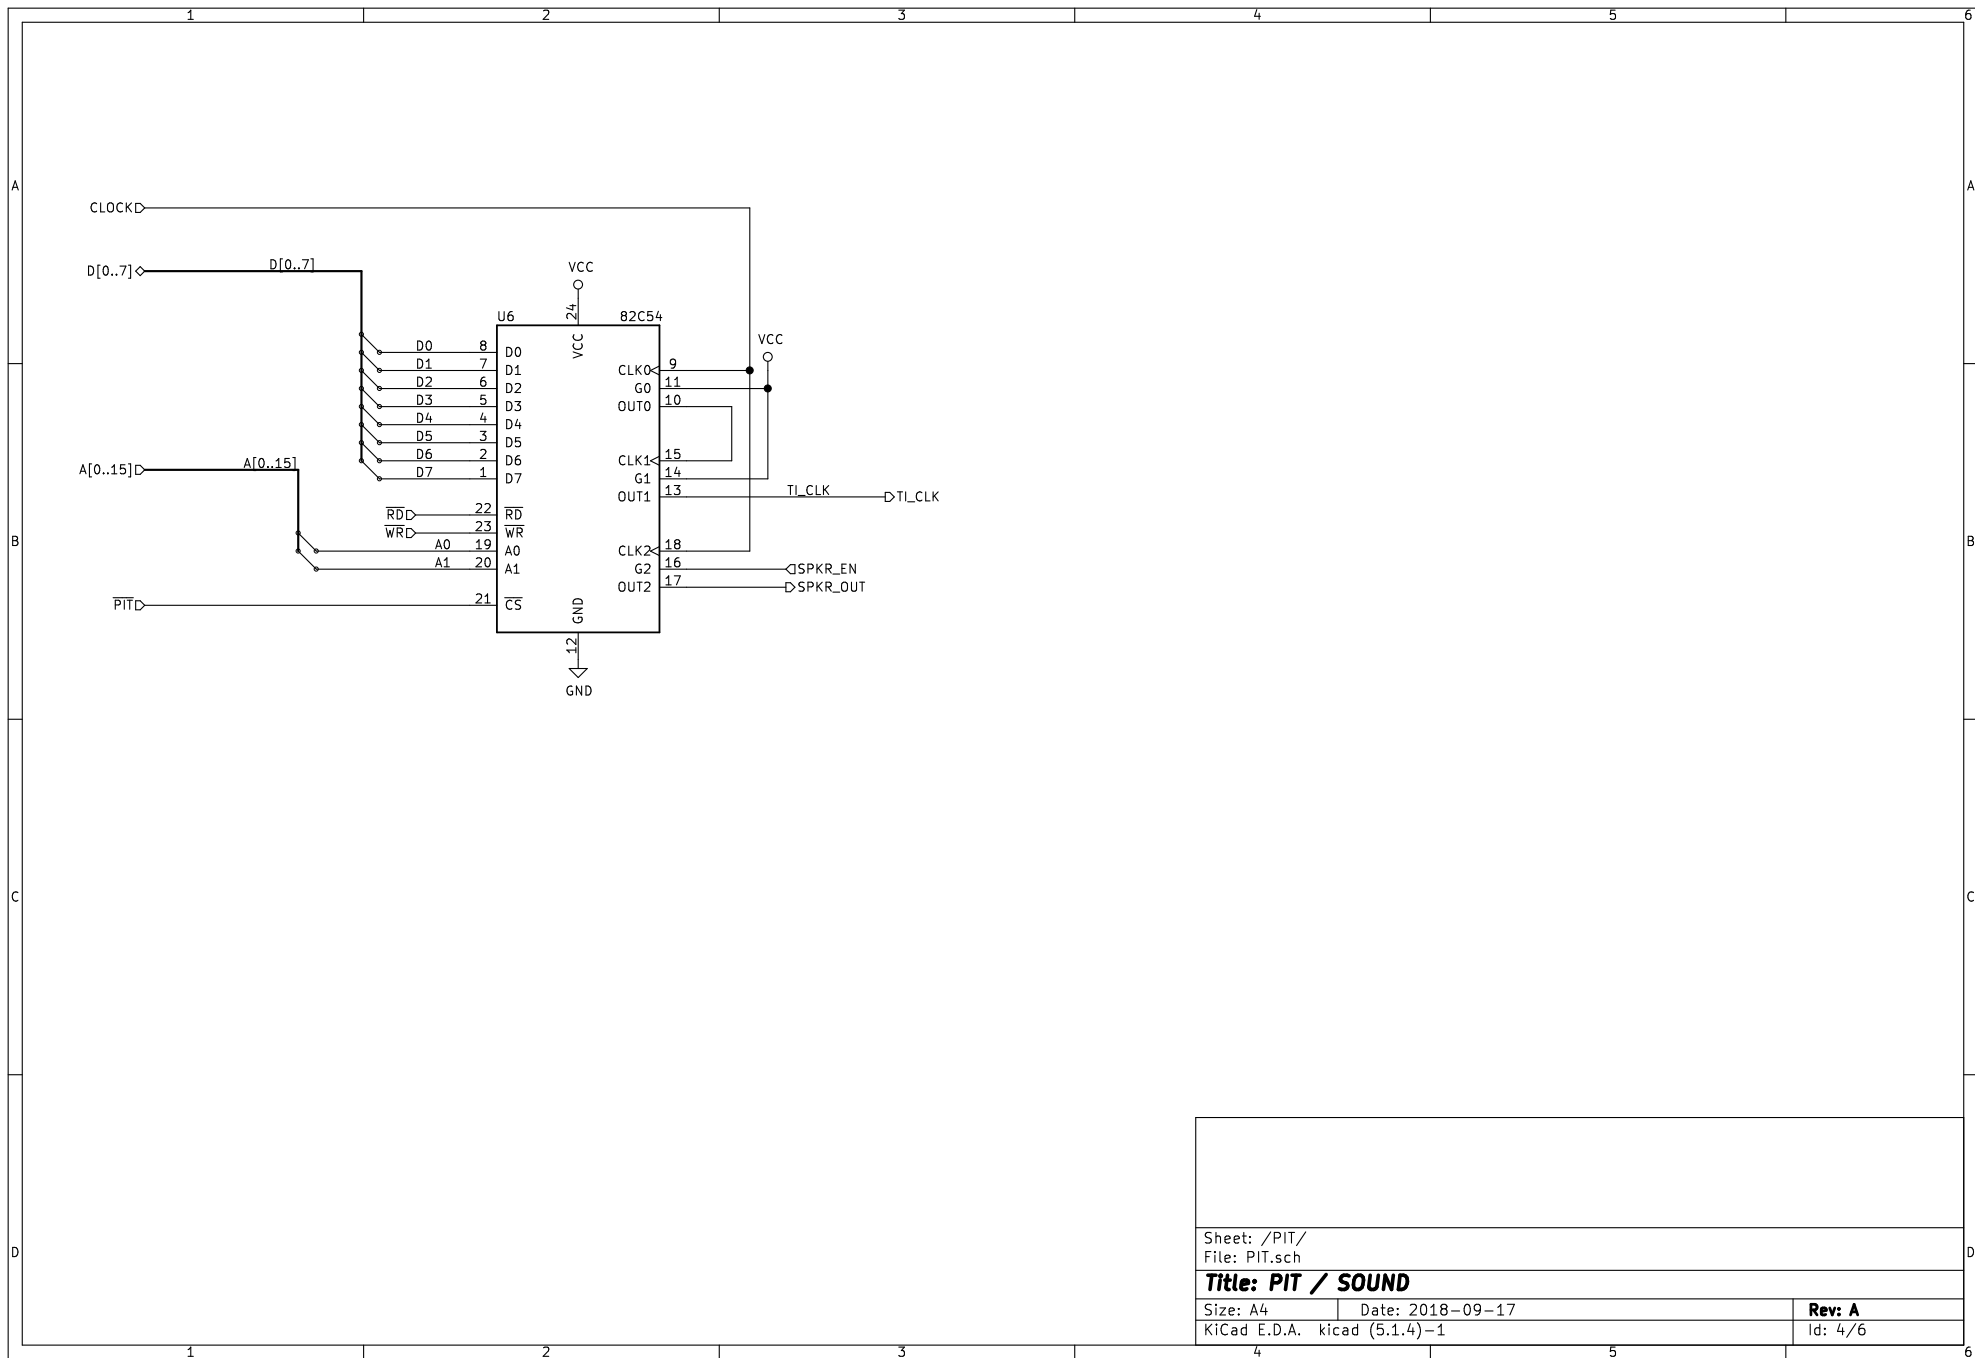 1 2 3 4 5 6
A A
CLOCK
D[0..7] D[0..7]
VCC
24
U6 82C54
VCC
VCC
D0 8 D0
D1 7 D1 CLK0 9
D2 6 D2 G0 11
D3 5 D3 OUT0 10
D4 4 D4
D5 3 D5
A[0..15] A[0..15] D6 2 D6 CLK1 15
D7 1 D7 G1 14
OUT1 13 TI_CLK TI_CLK
RD 22 RD
WR 23 WR
B B
A0 19 A0 CLK2 18
A1 20 A1 G2 16 SPKR_EN
OUT2 17 SPKR_OUT
PIT 21 CS
GND
12
GND
C C
D D
Sheet: /PIT/
File: PIT.sch
Title: PIT / SOUND
Size: A4 Date: 2018-09-17 Rev: A
KiCad E.D.A. kicad (5.1.4)-1 Id: 4/6
1 2 3 4 5 6